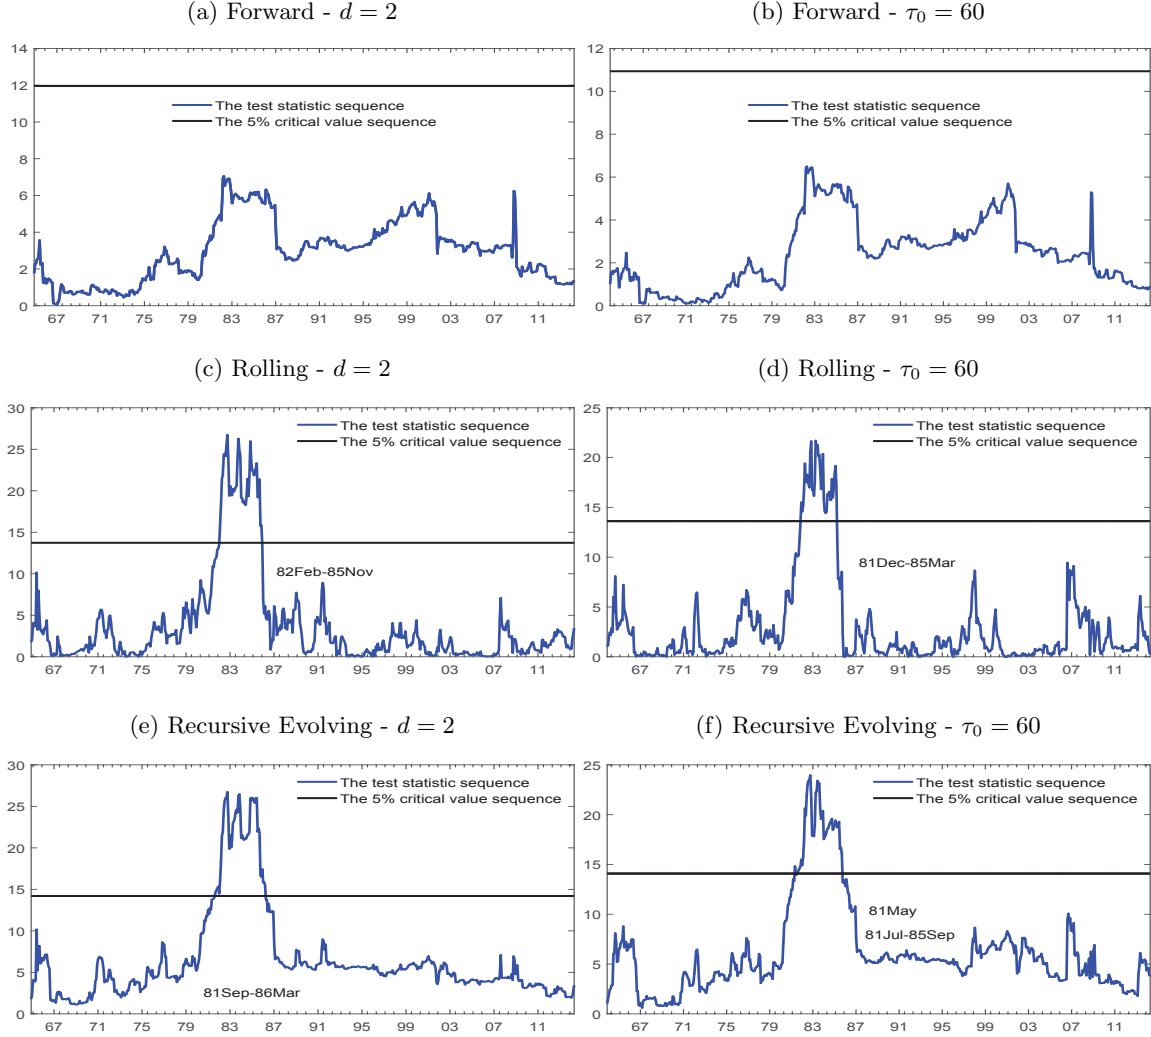 (a) Forward - d = 2
(b) Forward - τ0 = 60
14
12
10
8
6
4
2
0
The test statistic sequence
The 5% critical value sequence
67 71 75 79 83 87 91 95 99 03 07 11
12
10
8
6
4
2
0
The test statistic sequence
The 5% critical value sequence
67 71 75 79 83 87 91 95 99 03 07 11
(c) Rolling - d = 2
(d) Rolling - τ0 = 60
30
25
20
15
10
5
0
The test statistic sequence
The 5% critical value sequence
82Feb-85Nov
67 71 75 79 83 87 91 95 99 03 07 11
25
20
15
10
5
0
The test statistic sequence
The 5% critical value sequence
81Dec-85Mar
67 71 75 79 83 87 91 95 99 03 07 11
(e) Recursive Evolving - d = 2
(f) Recursive Evolving - τ0 = 60
30
25
20
15
10
5
0
The test statistic sequence
The 5% critical value sequence
81Sep-86Mar
67 71 75 79 83 87 91 95 99 03 07 11
25
20
15
10
5
0
The test statistic sequence
The 5% critical value sequence
81May
81Jul-85Sep
67 71 75 79 83 87 91 95 99 03 07 11